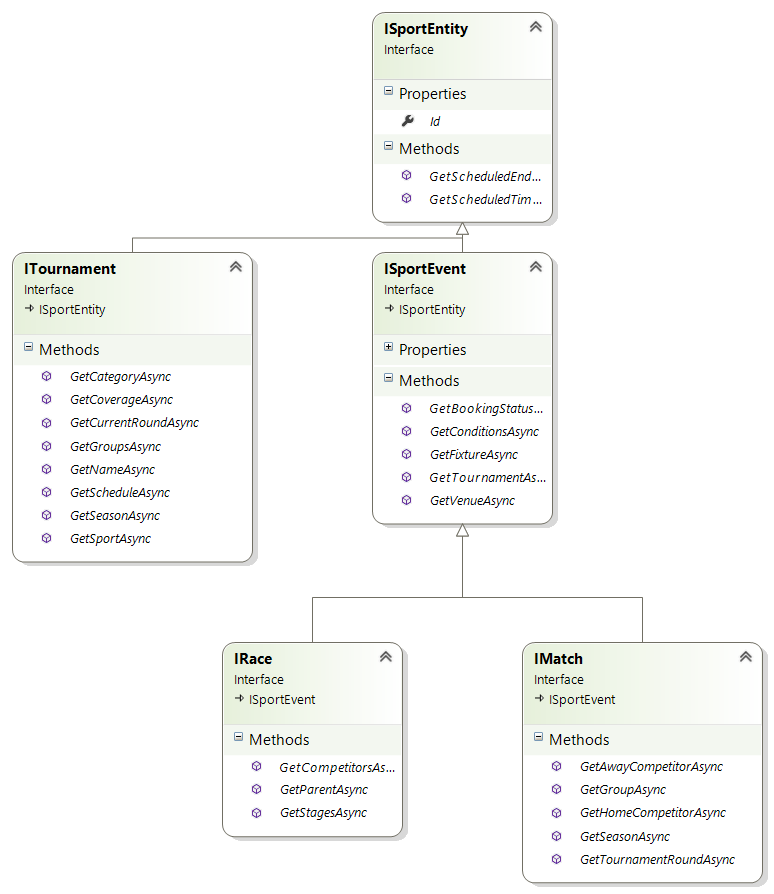 ISportEntity
Interface
Properties
Id
Methods
GetScheduledEnd...
GetScheduledTim...
ITournament
Interface
ISportEntity
Methods
GetCategoryAsync
GetCoverageAsync
GetCurrentRoundAsync
GetGroupsAsync
GetNameAsync
GetScheduleAsync
GetSeasonAsync
GetSportAsync
ISportEvent
Interface
ISportEntity
Properties
Methods
GetBookingStatus...
GetConditionsAsync
GetFixtureAsync
GetTournamentAs...
GetVenueAsync
IRace
Interface
ISportEvent
Methods
GetCompetitorsAs...
GetParentAsync
GetStagesAsync
IMatch
Interface
ISportEvent
Methods
GetAwayCompetitorAsync
GetGroupAsync
GetHomeCompetitorAsync
GetSeasonAsync
GetTournamentRoundAsync